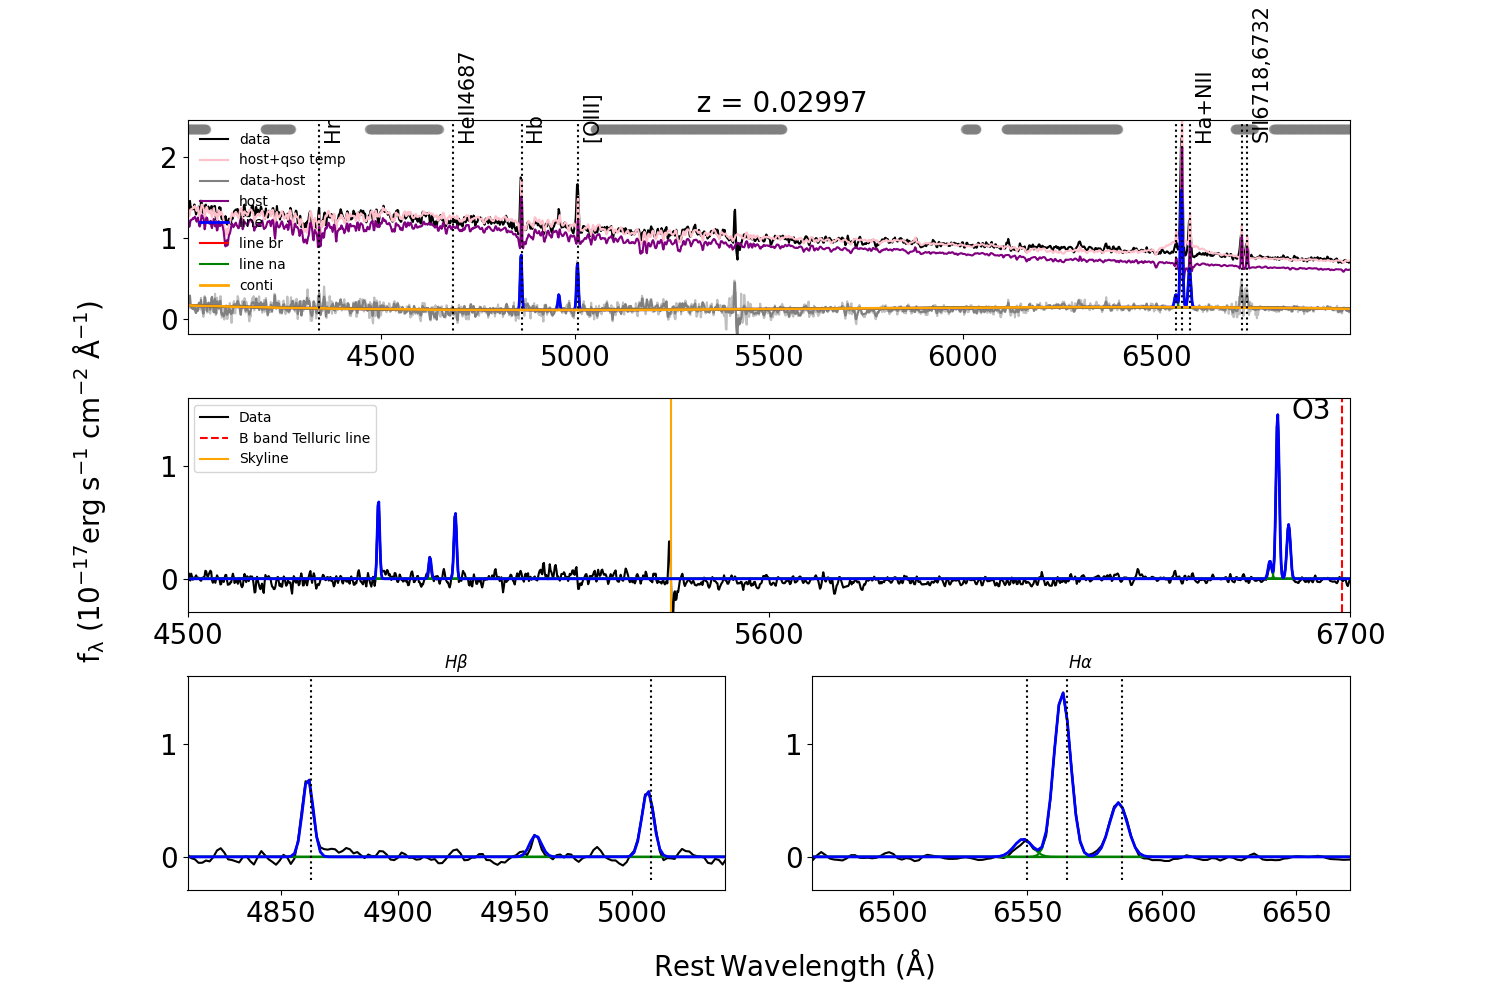 z = 0.02997
Hr
HeII4687
Hb
[OIII]
Ha+NII
SII6718,6732
data
host+qso temp
data-host
host
line
line br
line na
conti
2
1
0
4500
5000
5500
6000
6500
Data
B band Telluric line
Skyline
O3
1
0
4500
5600
6700
Hβ
1
0
4850
4900
4950
5000
Hα
1
0
6500
6550
6600
6650
fλ (10⁻¹⁷erg s⁻¹ cm⁻² Å⁻¹)
Rest Wavelength (Å)